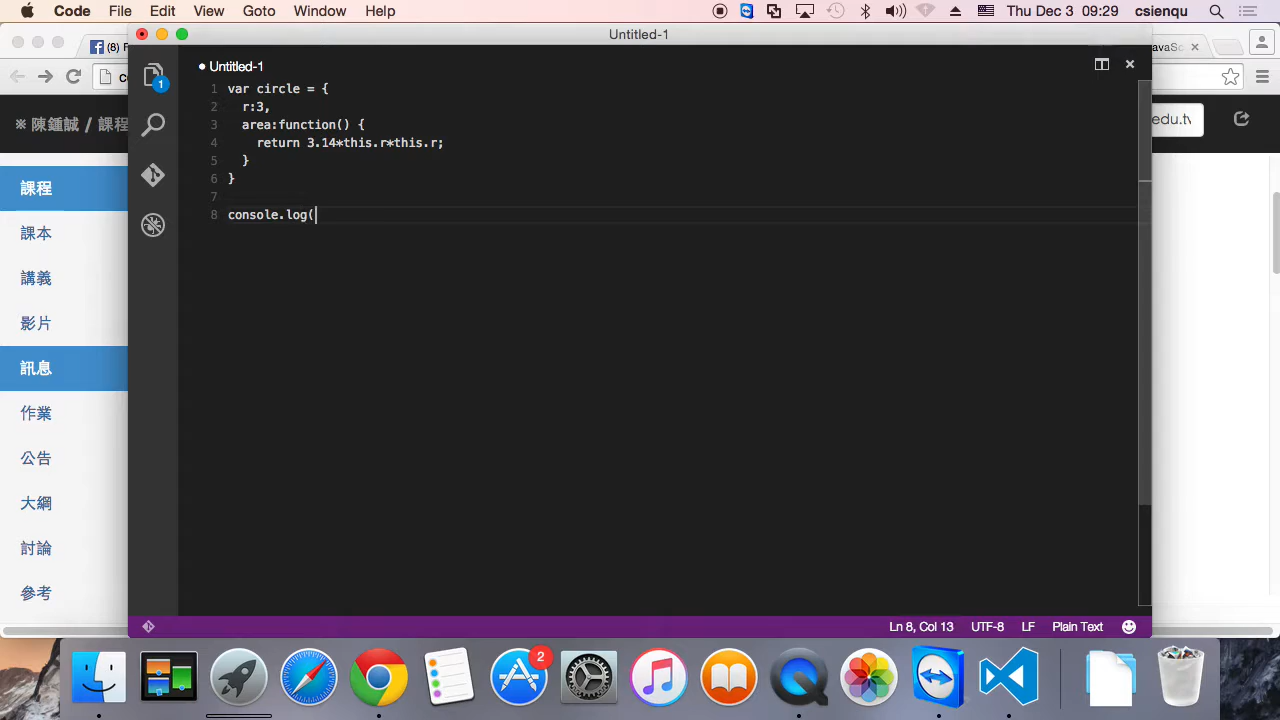 Code File Edit View Goto Window Help Thu Dec 3 09:29 csienqu
Untitled-1
(8)
※ 陳鍾誠 / 課程
edu.tv
課程
課本
講義
影片
訊息
作業
公告
大綱
討論
參考
1
Untitled-1
1 var circle = {
2 r:3,
3 area:function() {
4 return 3.14*this.r*this.r;
5 }
6 }
7
8 console.log(
Ln 8, Col 13 UTF-8 LF Plain Text
2